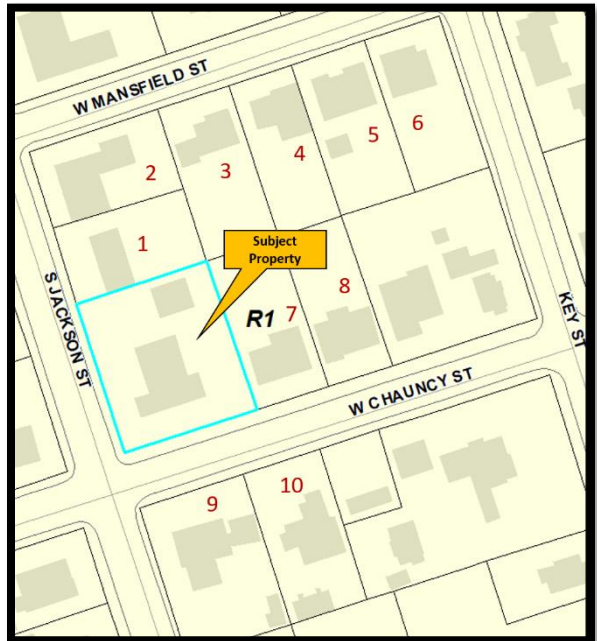 W MANSFIELD ST
2
3
4
5
6
1
Subject
Property
S JACKSON ST
R1
7
8
KEY ST
W CHAUNCY ST
9
10